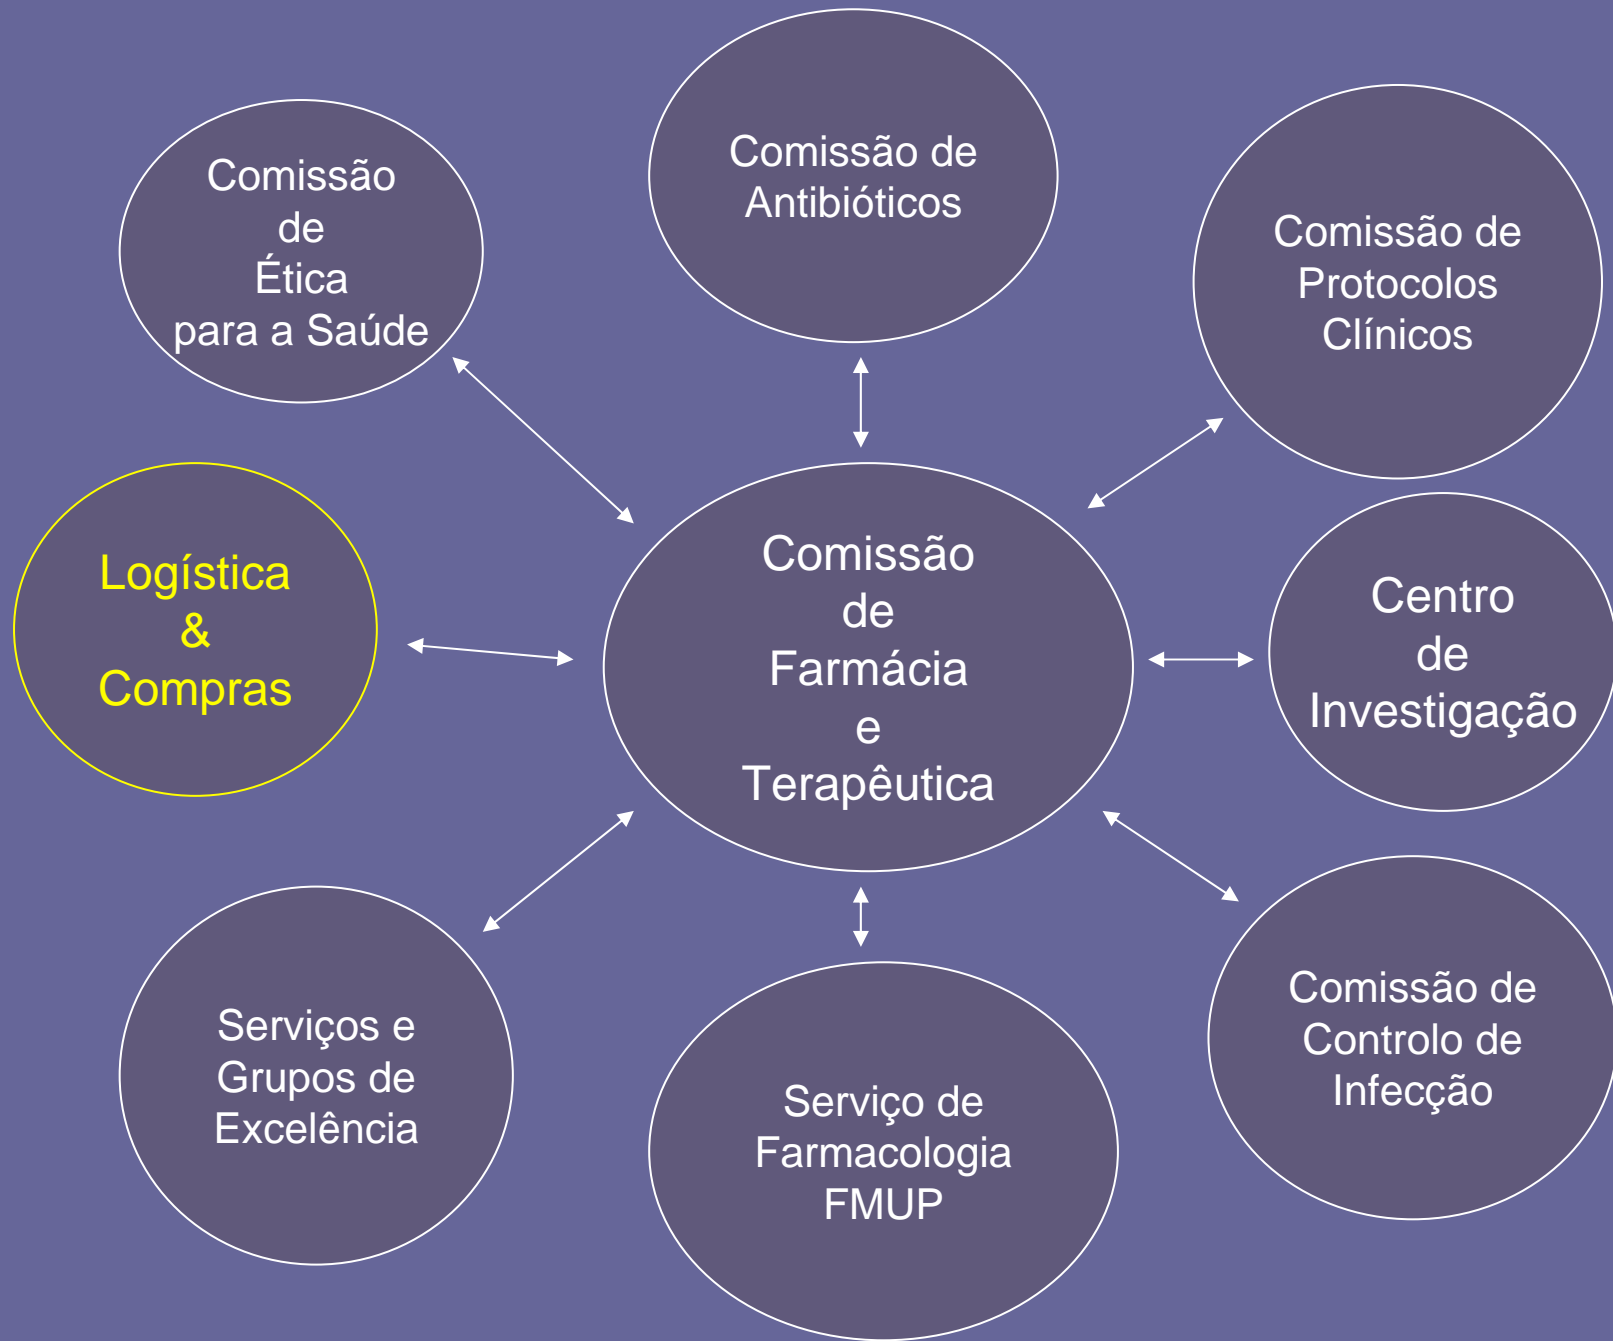 Comissão
de
Ética
para a Saúde
Comissão de
Antibióticos
Comissão de
Protocolos
Clínicos
Logística
&
Compras
Comissão
de
Farmácia
e
Terapêutica
Centro
de
Investigação
Serviços e
Grupos de
Excelência
Serviço de
Farmacologia
FMUP
Comissão de
Controlo de
Infecção